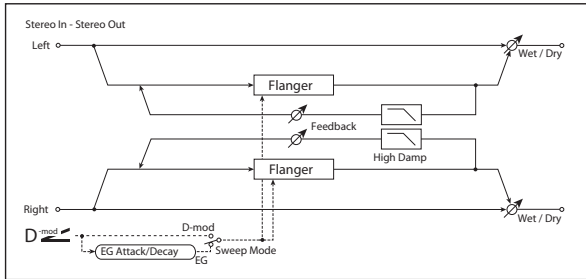 Stereo In - Stereo Out
Left
Wet / Dry
Flanger
Feedback
High Damp
Flanger
Right
Wet / Dry
D-mod
D-mod
EG Attack/Decay
EG
Sweep Mode